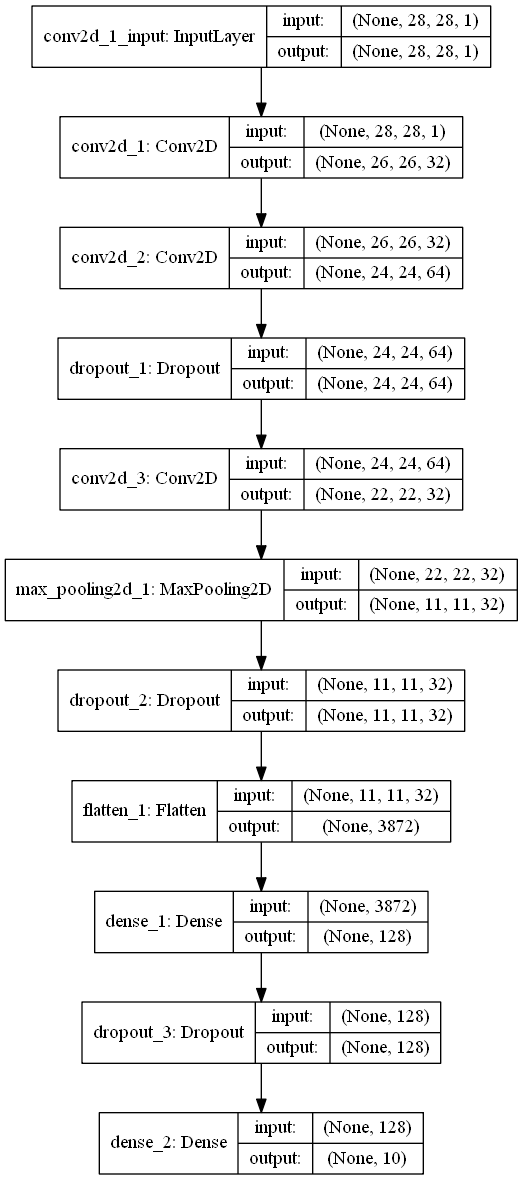 conv2d_1_input: InputLayer
input: (None, 28, 28, 1)
output: (None, 28, 28, 1)
conv2d_1: Conv2D
input: (None, 28, 28, 1)
output: (None, 26, 26, 32)
conv2d_2: Conv2D
input: (None, 26, 26, 32)
output: (None, 24, 24, 64)
dropout_1: Dropout
input: (None, 24, 24, 64)
output: (None, 24, 24, 64)
conv2d_3: Conv2D
input: (None, 24, 24, 64)
output: (None, 22, 22, 32)
max_pooling2d_1: MaxPooling2D
input: (None, 22, 22, 32)
output: (None, 11, 11, 32)
dropout_2: Dropout
input: (None, 11, 11, 32)
output: (None, 11, 11, 32)
flatten_1: Flatten
input: (None, 11, 11, 32)
output: (None, 3872)
dense_1: Dense
input: (None, 3872)
output: (None, 128)
dropout_3: Dropout
input: (None, 128)
output: (None, 128)
dense_2: Dense
input: (None, 128)
output: (None, 10)